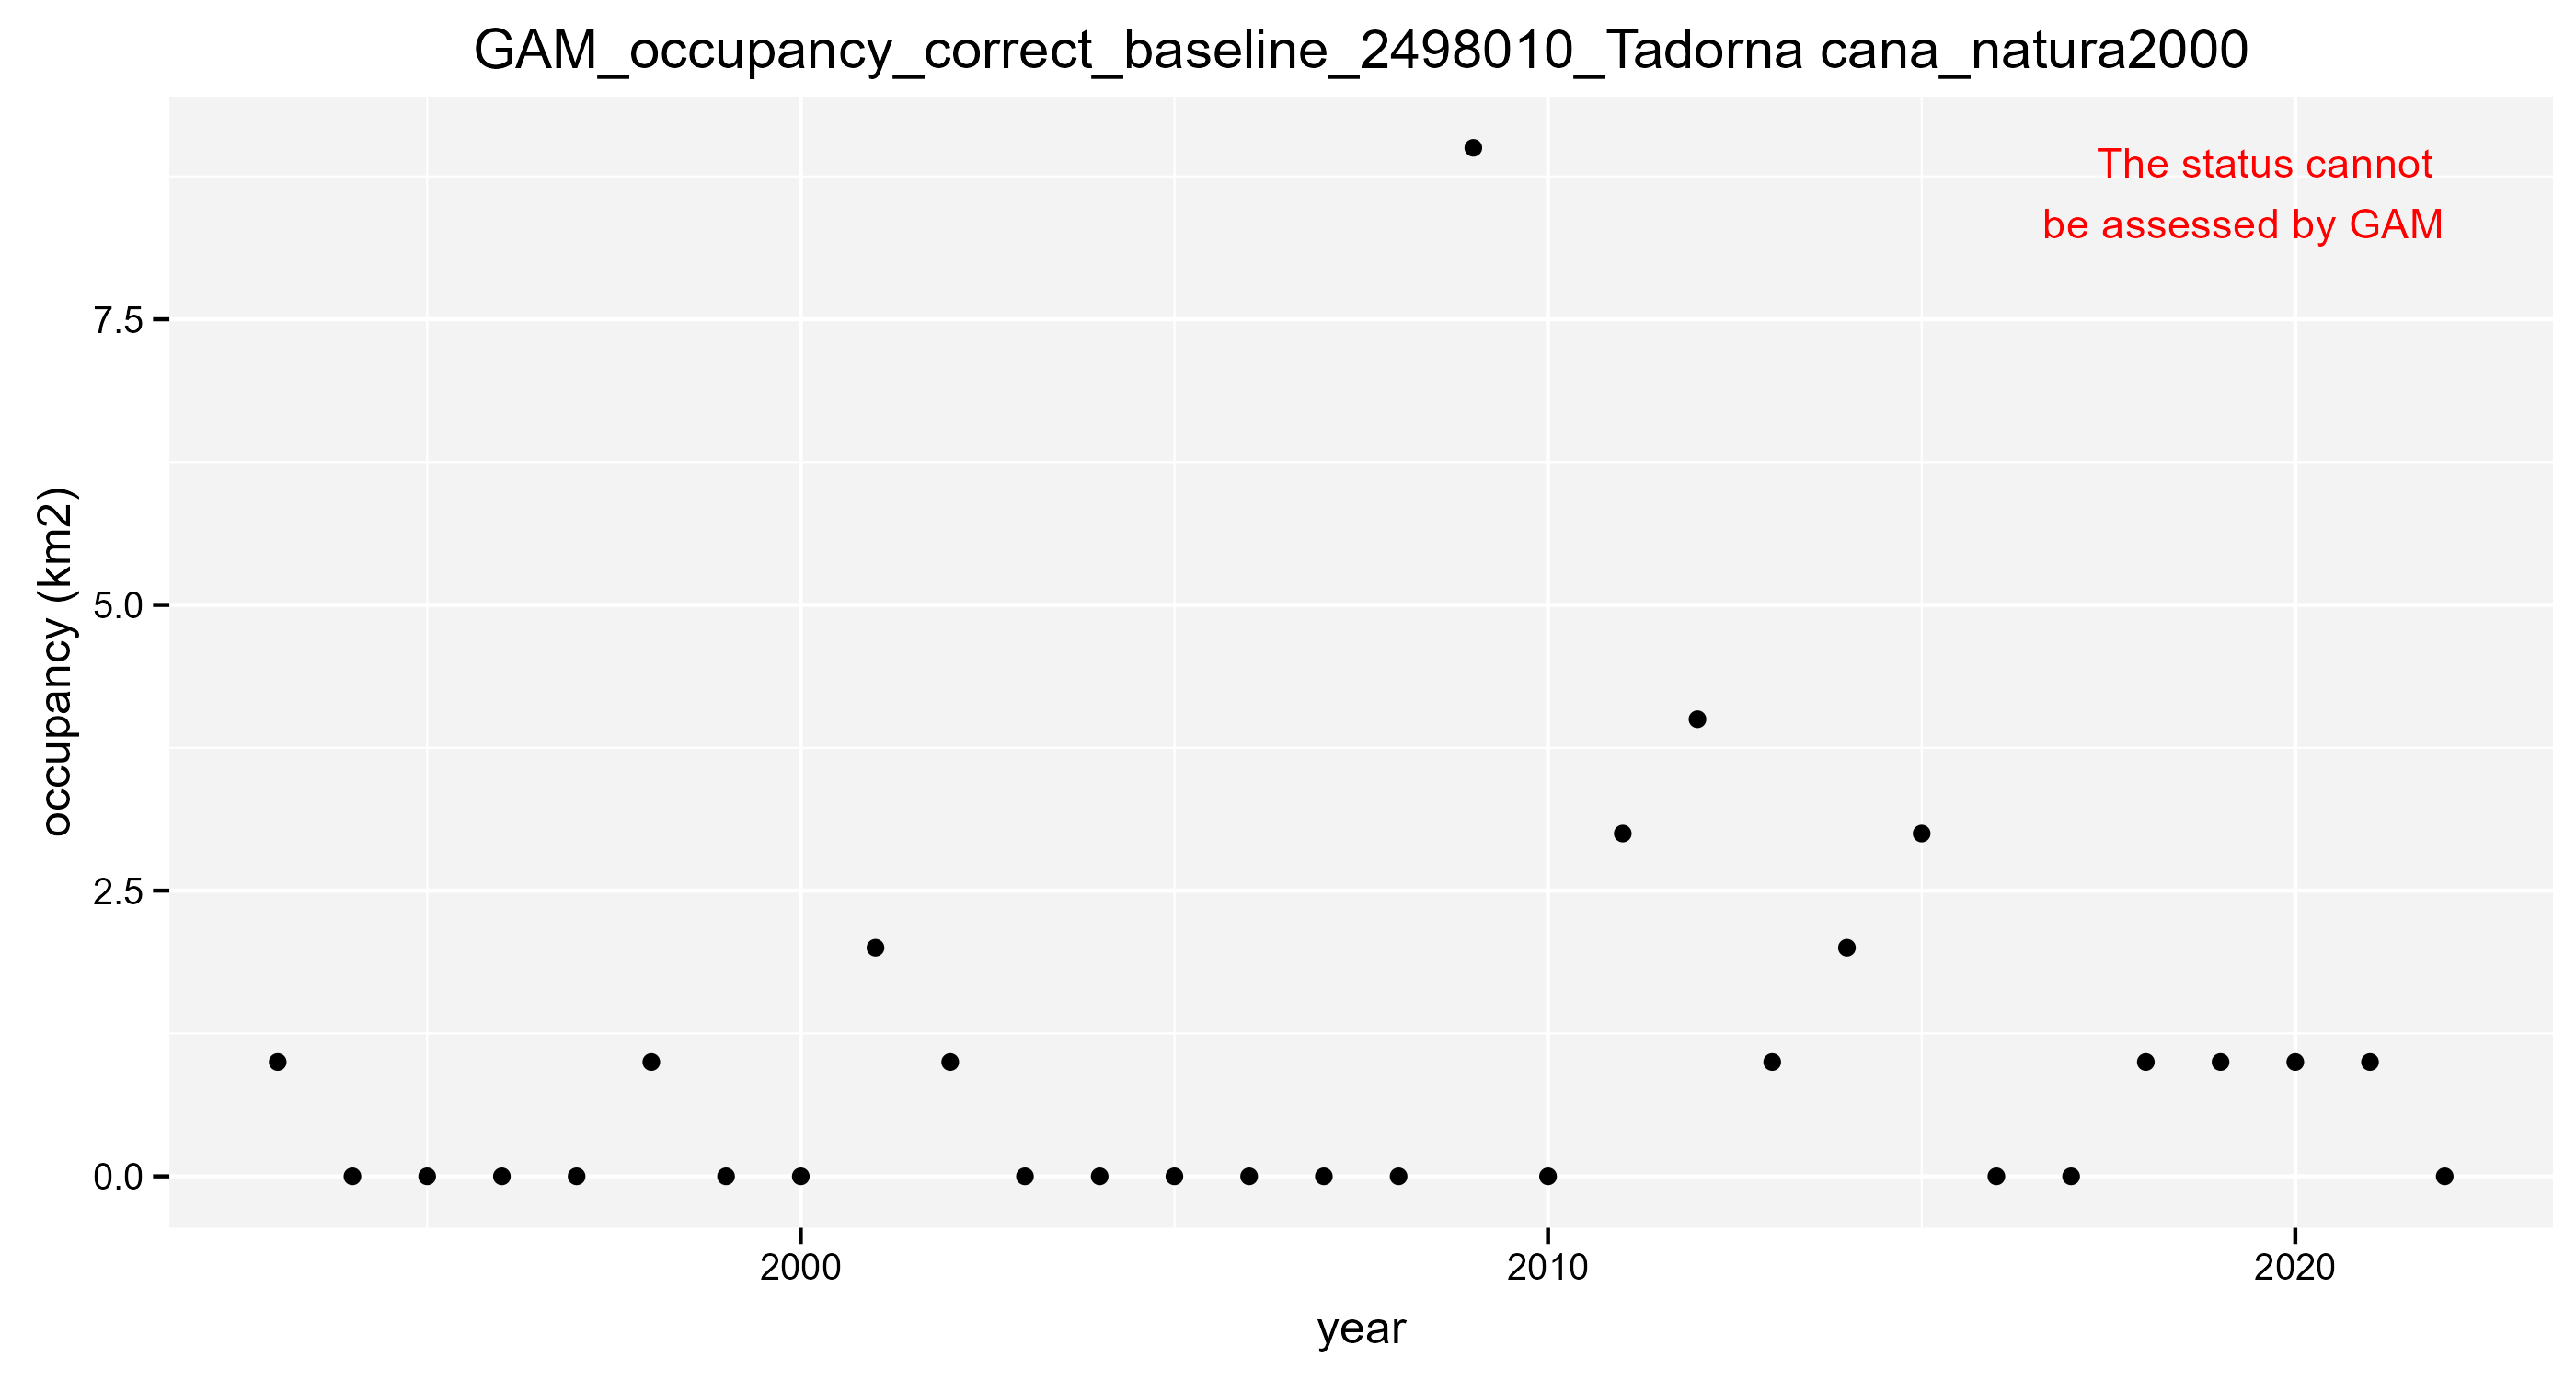 GAM_occupancy_correct_baseline_2498010_Tadorna cana_natura2000
The status cannot
be assessed by GAM
7.5
5.0
2.5
0.0
occupancy (km2)
2000
2010
2020
year